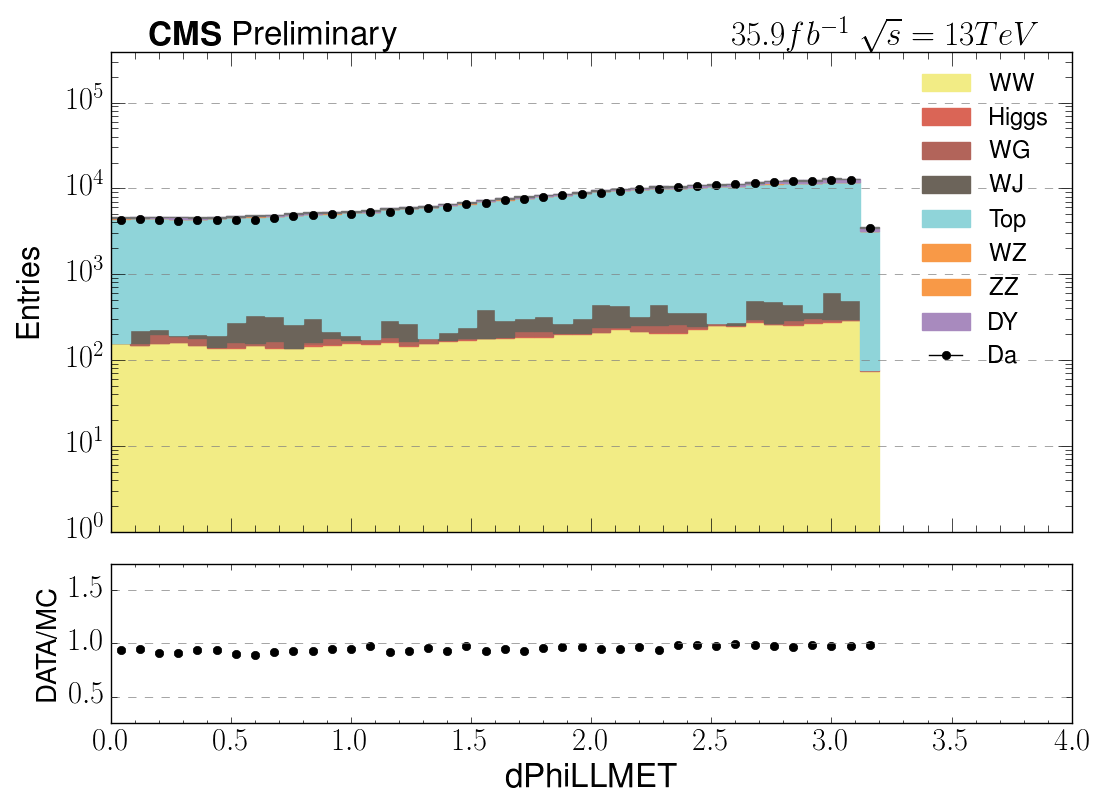 CMS Preliminary
35.9fb⁻¹ √s = 13TeV
Entries
10⁵
10⁴
10³
10²
10¹
10⁰
WW
Higgs
WG
WJ
Top
WZ
ZZ
DY
Da
DATA/MC
1.5
1.0
0.5
0.0 0.5 1.0 1.5 2.0 2.5 3.0 3.5 4.0
dPhiLLMET